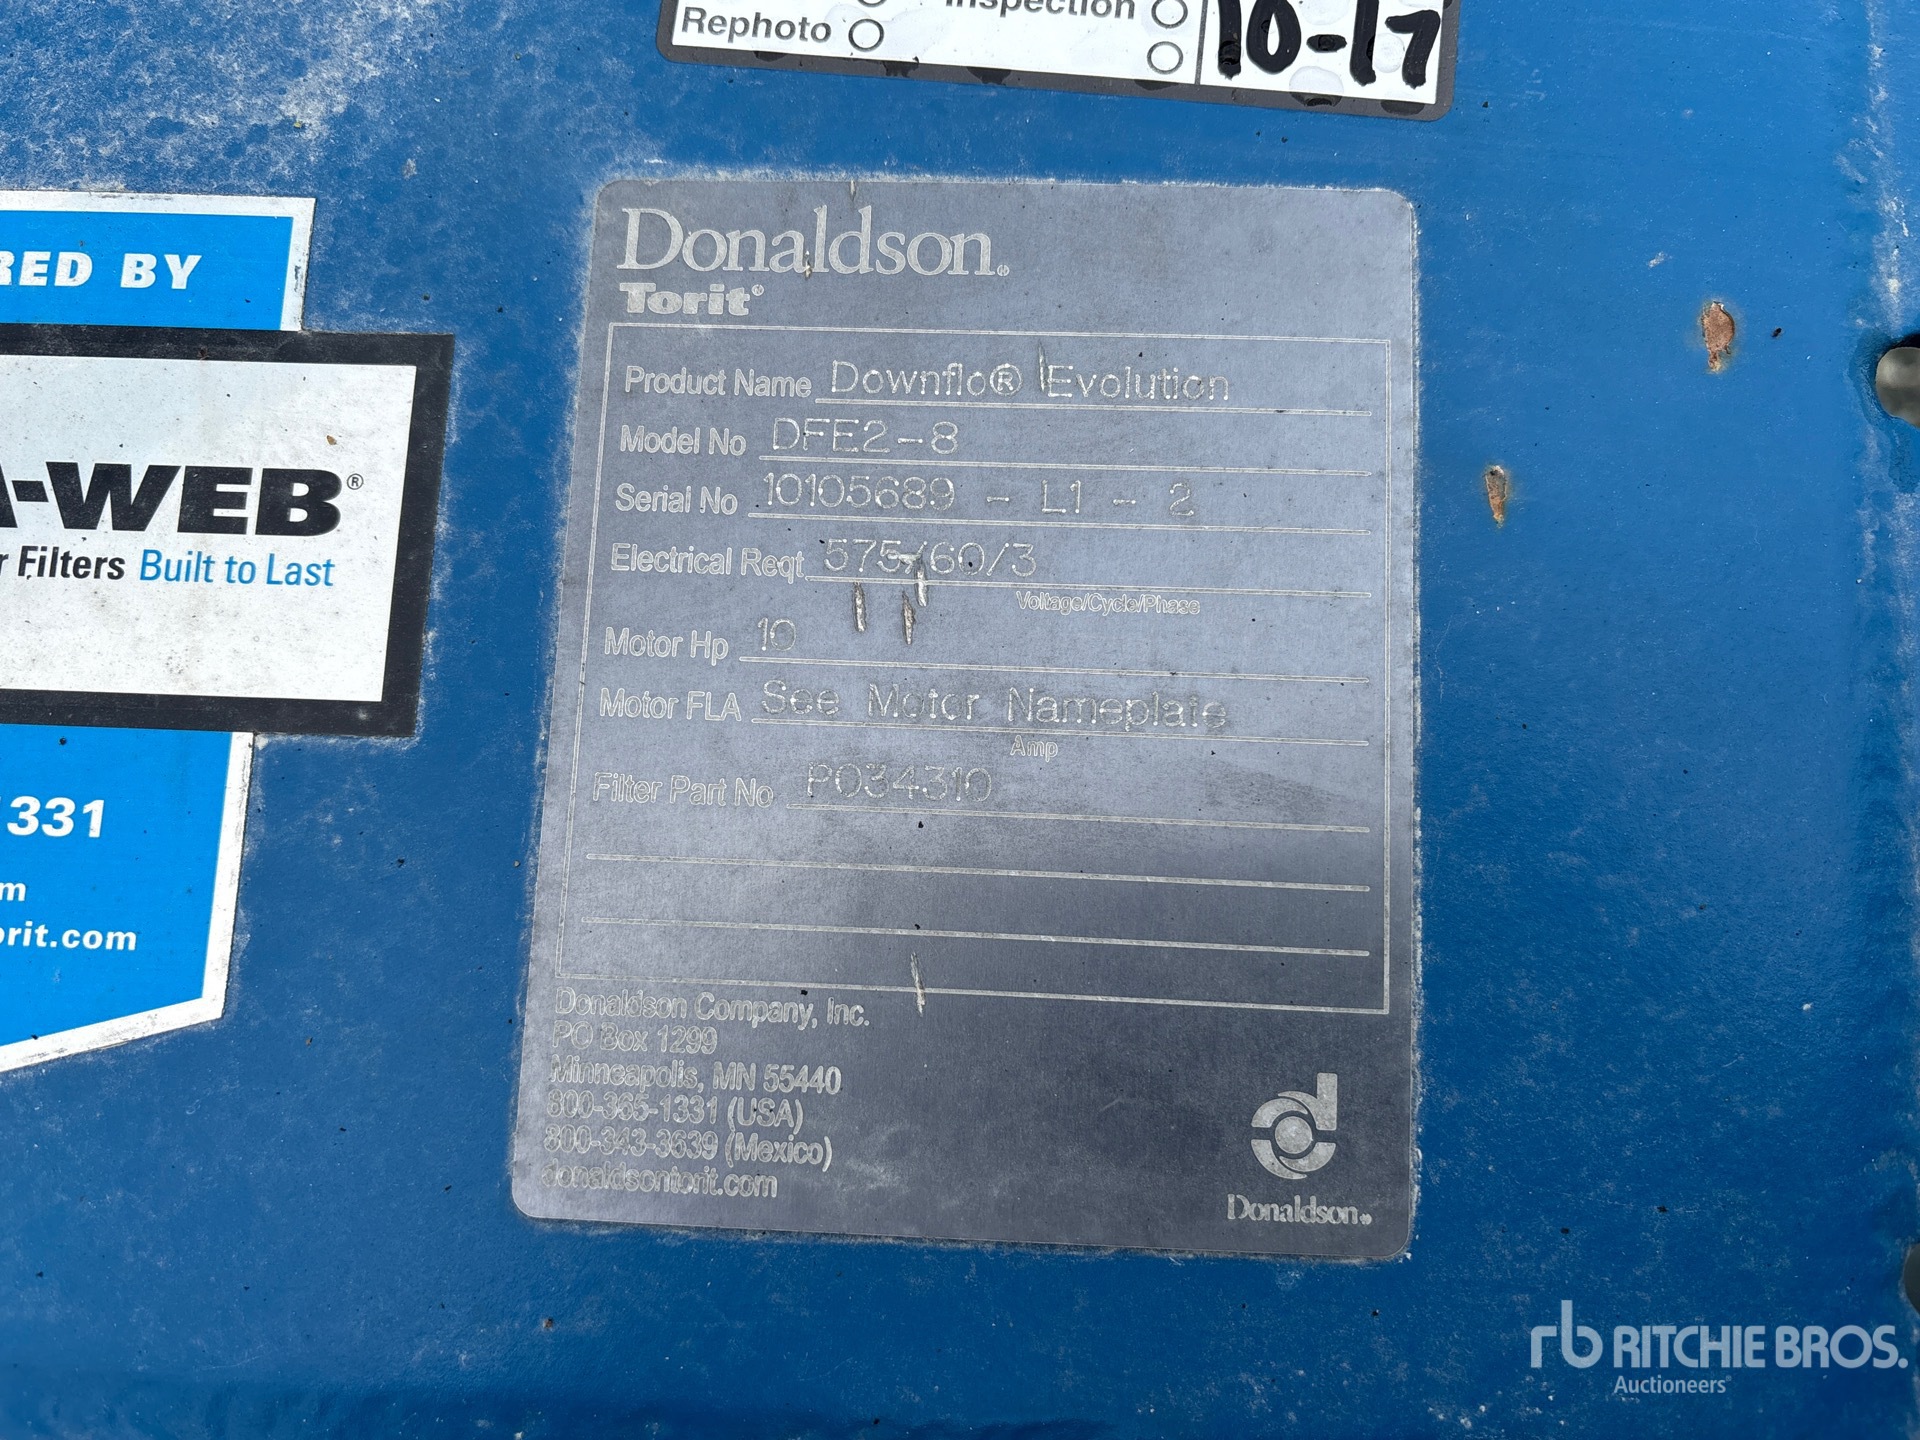 Inspection
Rephoto
10-17
RED BY
A-WEB®
r Filters Built to Last
1331
m
orit.com
Donaldson®
Torit®
Product Name Downflo® Evolution
Model No DFE2-8
Serial No 10105689 - L1 - 2
Electrical Reqt 575/60/3
Voltage/Cycle/Phase
Motor Hp 10
Motor FLA See Motor Nameplate
Amp
Filter Part No P034310
Donaldson Company, Inc.
PO Box 1299
Minneapolis, MN 55440
800-365-1331 (USA)
800-343-3639 (Mexico)
donaldsontorit.com
Donaldson®
rb RITCHIE BROS.
Auctioneers